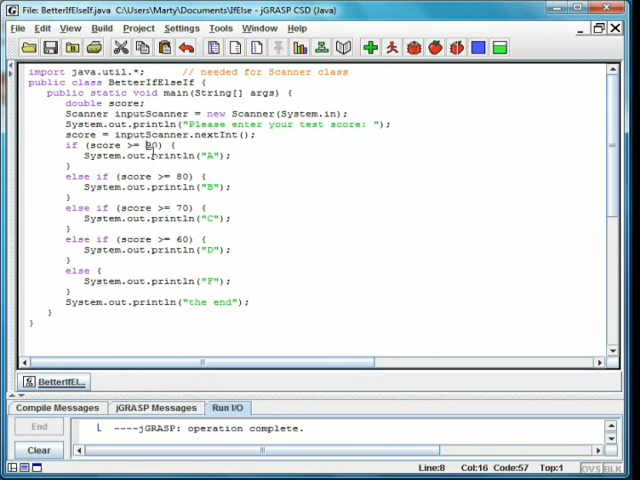 File: BetterIfElseIf.java C:\Users\Marty\Documents\IfElse - jGRASP CSD (Java)
File Edit View Build Project Settings Tools Window Help
import java.util.*; // needed for Scanner class
public class BetterIfElseIf {
public static void main(String[] args) {
double score;
Scanner inputScanner = new Scanner(System.in);
System.out.println("Please enter your test score: ");
score = inputScanner.nextInt();
if (score >= 90) {
System.out.println("A");
}
else if (score >= 80) {
System.out.println("B");
}
else if (score >= 70) {
System.out.println("C");
}
else if (score >= 60) {
System.out.println("D");
}
else {
System.out.println("F");
}
System.out.println("the end");
}
}
BetterIfEl...
Compile Messages jGRASP Messages Run I/O
End
Clear
----jGRASP: operation complete.
Line:8 Col:16 Code:57 Top:1 OVS BLK